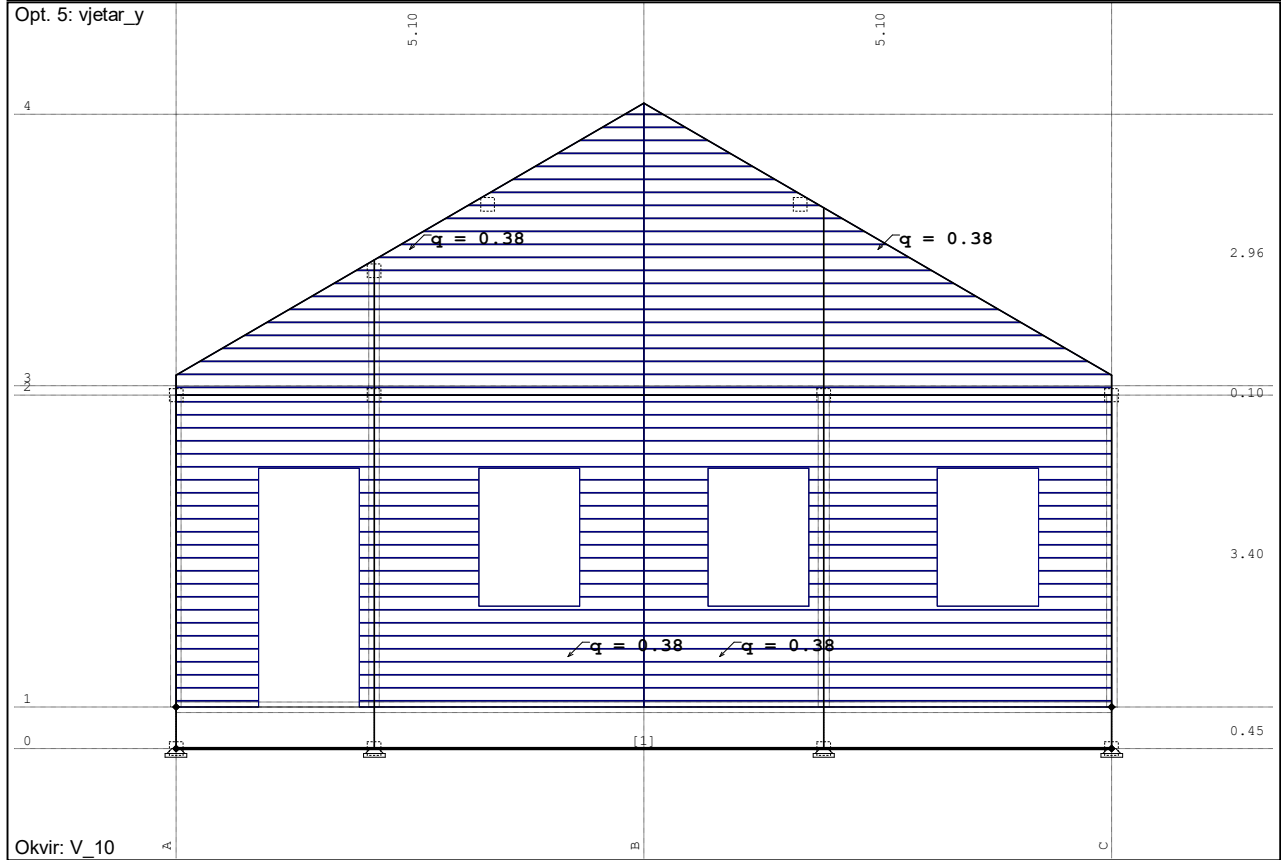 Opt. 5: vjetar_y
5.10
5.10
4
q = 0.38
q = 0.38
2.96
3
2
0.10
3.40
q = 0.38
q = 0.38
1
0
[1]
0.45
Okvir: V_10
A
B
C